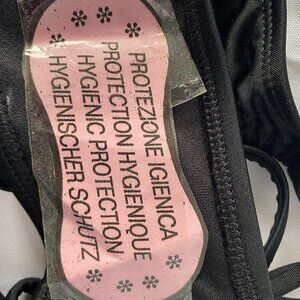 PROTEZIONE IGIENICA
PROTECTION HYGIENIQUE
HYGIENIC PROTECTION
HYGIENISCHER SCHUTZ